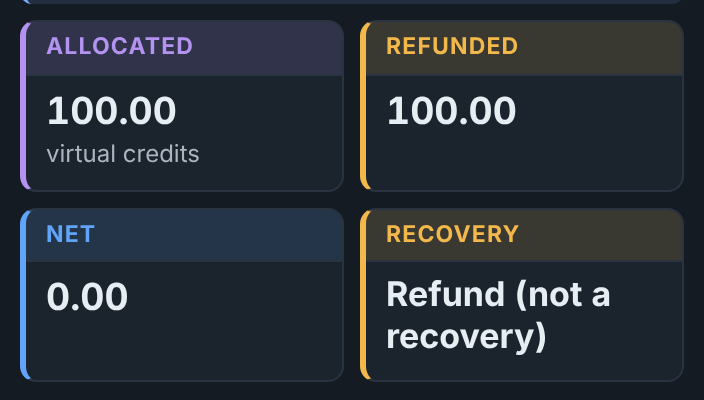 ALLOCATED
REFUNDED
100.00
100.00
virtual credits
NET
RECOVERY
0.00
Refund (not a
recovery)